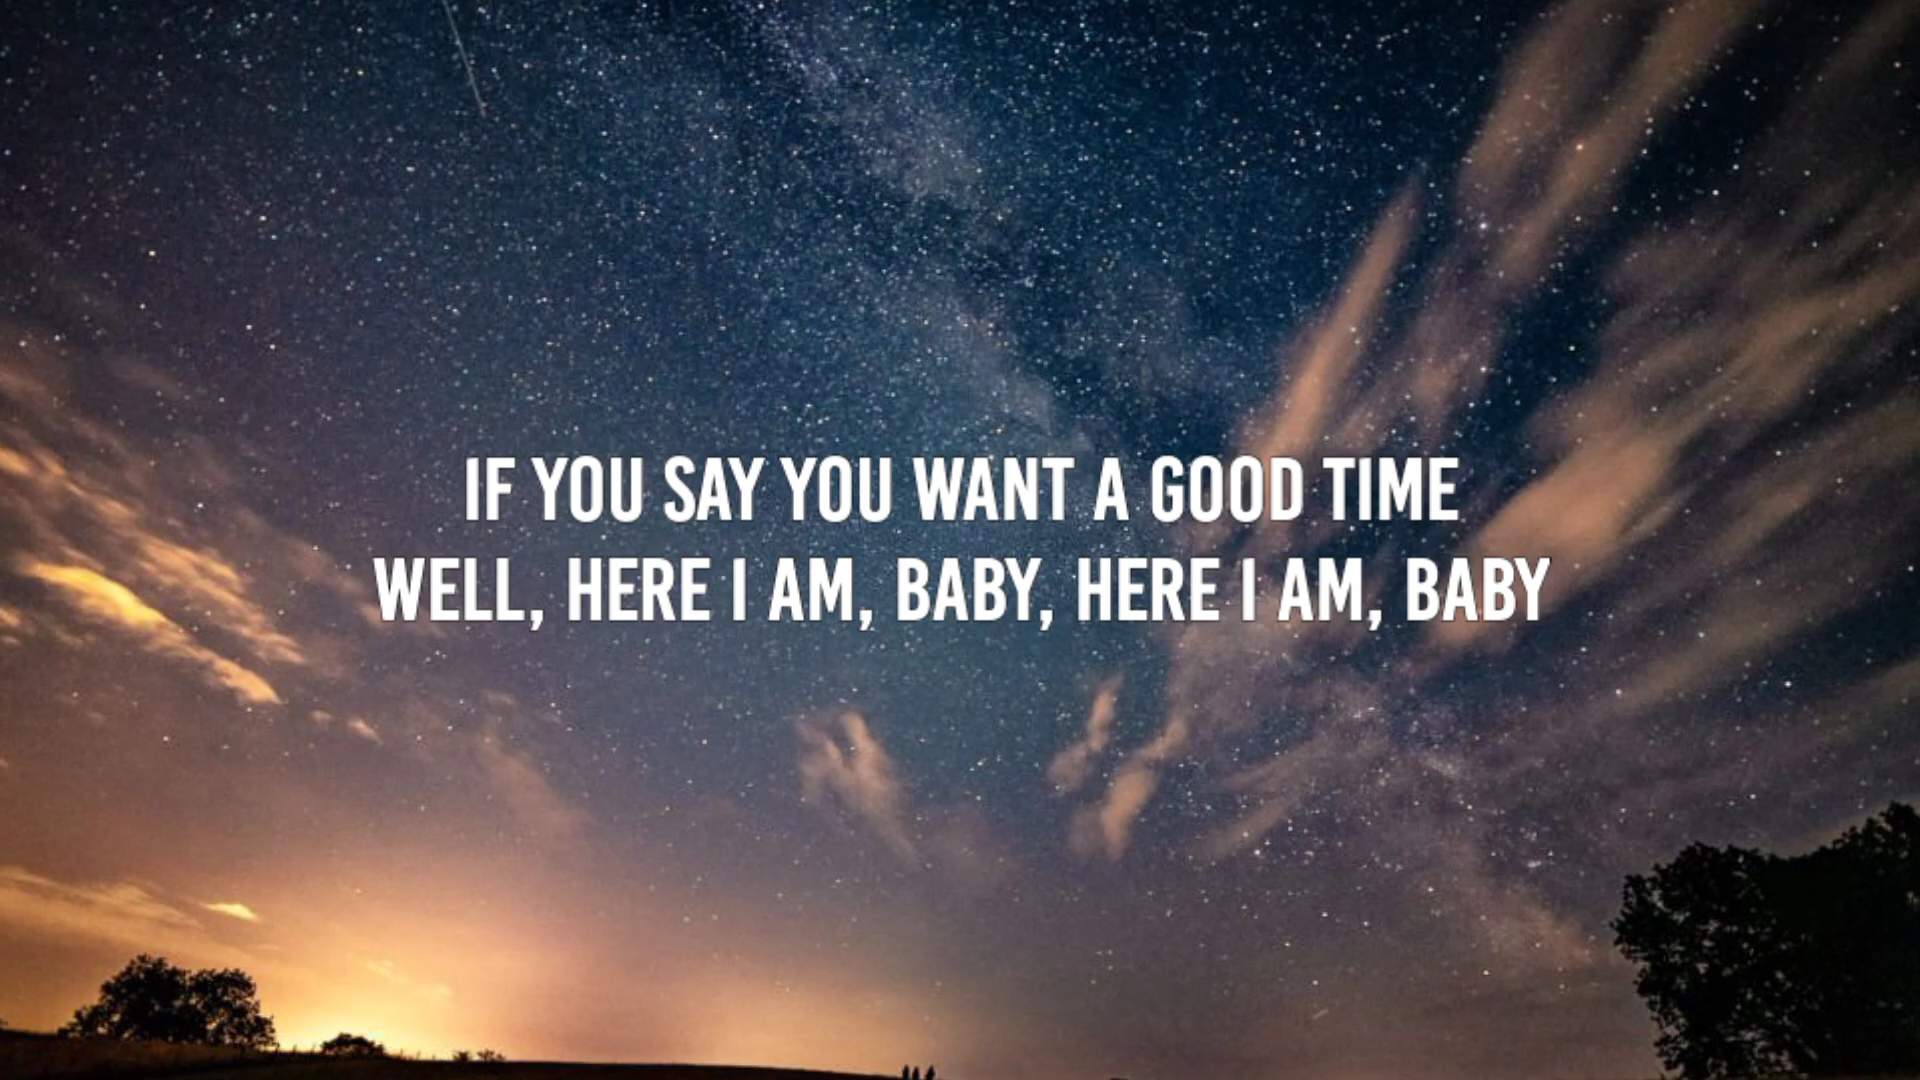 IF YOU SAY YOU WANT A GOOD TIME
WELL, HERE I AM, BABY, HERE I AM, BABY